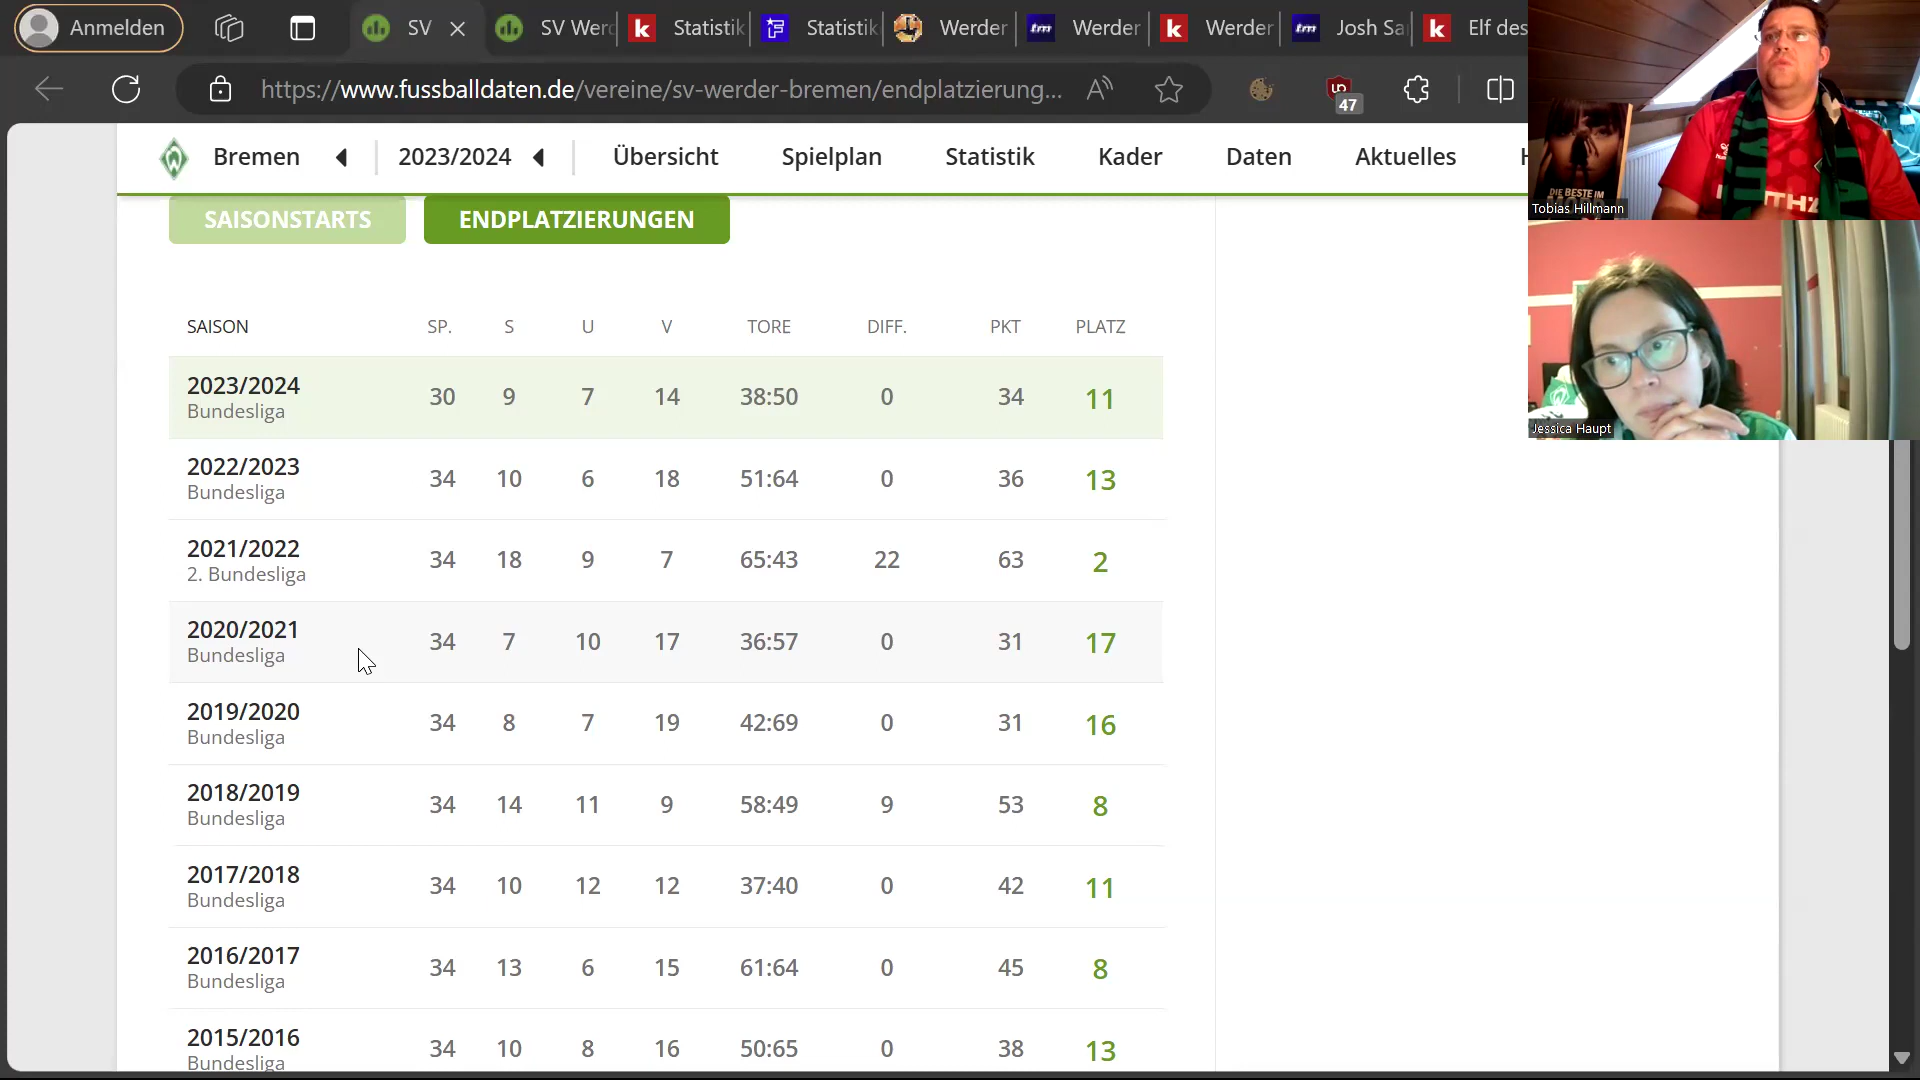 Anmelden SV SV Werd Statistik Statistik Werder Werder Werder Josh Sa Elf des
https://www.fussballdaten.de/vereine/sv-werder-bremen/endplatzierung... 47
Bremen 2023/2024 Übersicht Spielplan Statistik Kader Daten Aktuelles
SAISONSTARTS ENDPLATZIERUNGEN
DIE BESTE IM
Tobias Hillmann
SAISON SP. S U V TORE DIFF. PKT PLATZ
2023/2024 30 9 7 14 38:50 0 34 11
Bundesliga
Jessica Haupt
2022/2023 34 10 6 18 51:64 0 36 13
Bundesliga
2021/2022 34 18 9 7 65:43 22 63 2
2. Bundesliga
2020/2021 34 7 10 17 36:57 0 31 17
Bundesliga
2019/2020 34 8 7 19 42:69 0 31 16
Bundesliga
2018/2019 34 14 11 9 58:49 9 53 8
Bundesliga
2017/2018 34 10 12 12 37:40 0 42 11
Bundesliga
2016/2017 34 13 6 15 61:64 0 45 8
Bundesliga
2015/2016 34 10 8 16 50:65 0 38 13
Bundesliga